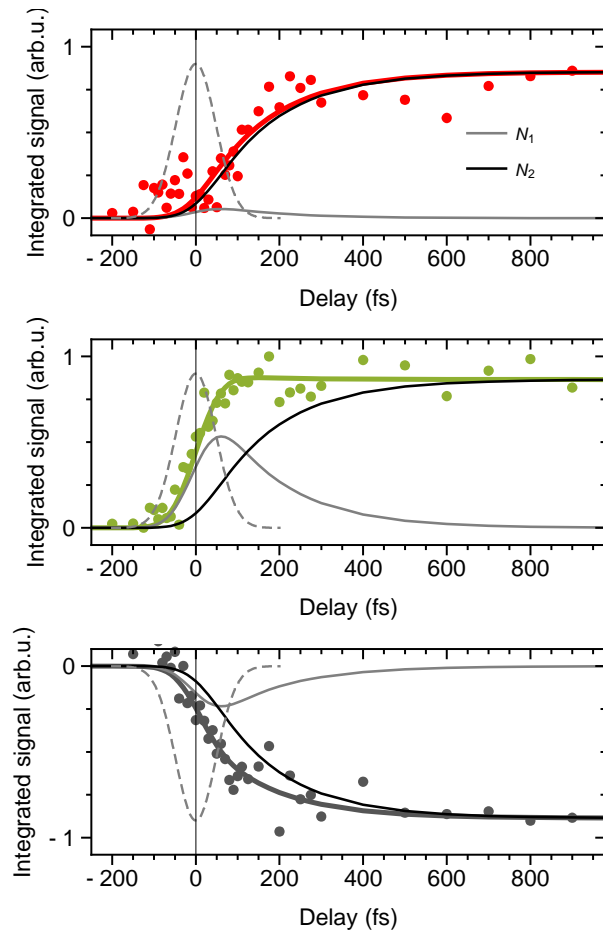 Integrated signal (arb.u.)
1
0
N1
N2
- 200 0 200 400 600 800
Delay (fs)
Integrated signal (arb.u.)
1
0
- 200 0 200 400 600 800
Delay (fs)
Integrated signal (arb.u.)
0
- 1
- 200 0 200 400 600 800
Delay (fs)